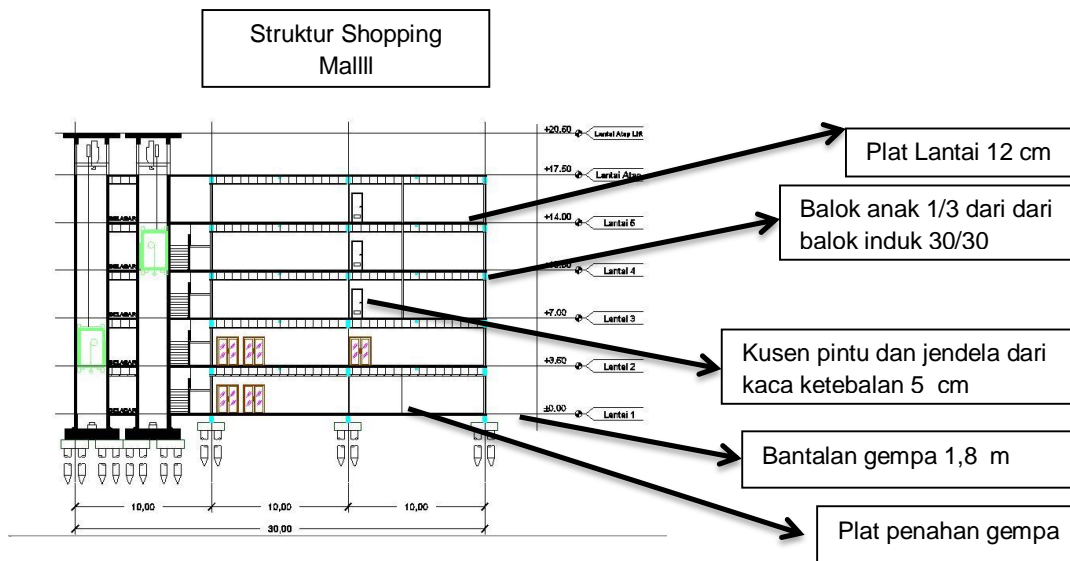 Struktur Shopping
Mallll
+20.50 Lantai Atap Lift
+17.50 Lantai Atap
+14.00 Lantai 5
Lantai 4
+7.00 Lantai 3
+3.50 Lantai 2
±0.00 Lantai 1
Plat Lantai 12 cm
Balok anak 1/3 dari dari
balok induk 30/30
Kusen pintu dan jendela dari
kaca ketebalan 5 cm
Bantalan gempa 1,8 m
Plat penahan gempa
10,00 10,00 10,00
30,00